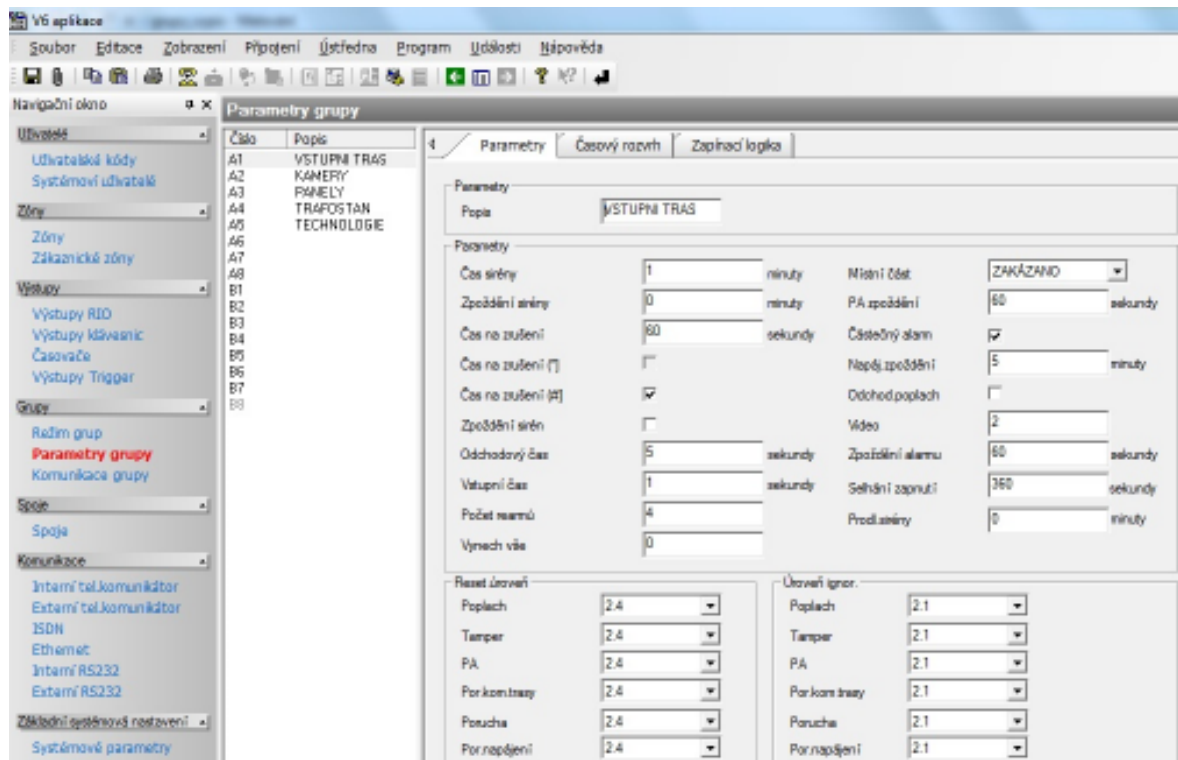 V6 aplikace
Soubor Editace Zobrazení Připojení Ústředna Program Události Nápověda
Navigační okno
Uživatelé
Uživatelské kódy
Systémoví uživatelé
Zóny
Zóny
Zákaznické zóny
Výstupy
Výstupy RIO
Výstupy klávesnic
Časovače
Výstupy Trigger
Grupy
Režim grup
Parametry grupy
Komunikace grupy
Spoje
Spoje
Komunikace
Interní tel.komunikátor
Externí tel.komunikátor
ISDN
Ethernet
Interní RS232
Externí RS232
Základní systémová nastavení
Systémové parametry
Parametry grupy
Číslo Popis
A1 VSTUPNI TRAS
A2 KAMERY
A3 PANELY
A4 TRAFOSTAN
A5 TECHNOLOGIE
A6
A7
A8
B1
B2
B3
B4
B5
B6
B7
B8
Parametry Časový rozvrh Zapínací logika
Parametry
Popis VSTUPNI TRAS
Parametry
Čas sirény 1 minuty
Zpoždění sirény 0 minuty
Čas na zrušení 60 sekundy
Čas na zrušení (*)
Čas na zrušení (#)
Zpoždění sirén
Odchodový čas 5 sekundy
Vstupní čas 1 sekundy
Počet rearmů 4
Vynech vše 0
Místní část ZAKÁZANO
PA zpoždění 60 sekundy
Částečný alarm
Napáj.zpoždění 5 minuty
Odchod.poplach
Video 2
Zpoždění alarmu 60 sekundy
Selhání zapnutí 360 sekundy
Prodl.sirény 0 minuty
Reset úroveň
Poplach 2.4
Tamper 2.4
PA 2.4
Por.kom.trasy 2.4
Porucha 2.4
Por.napájení 2.4
Úroveň ignor.
Poplach 2.1
Tamper 2.1
PA 2.1
Por.kom trasy 2.1
Porucha 2.1
Por.napájení 2.1